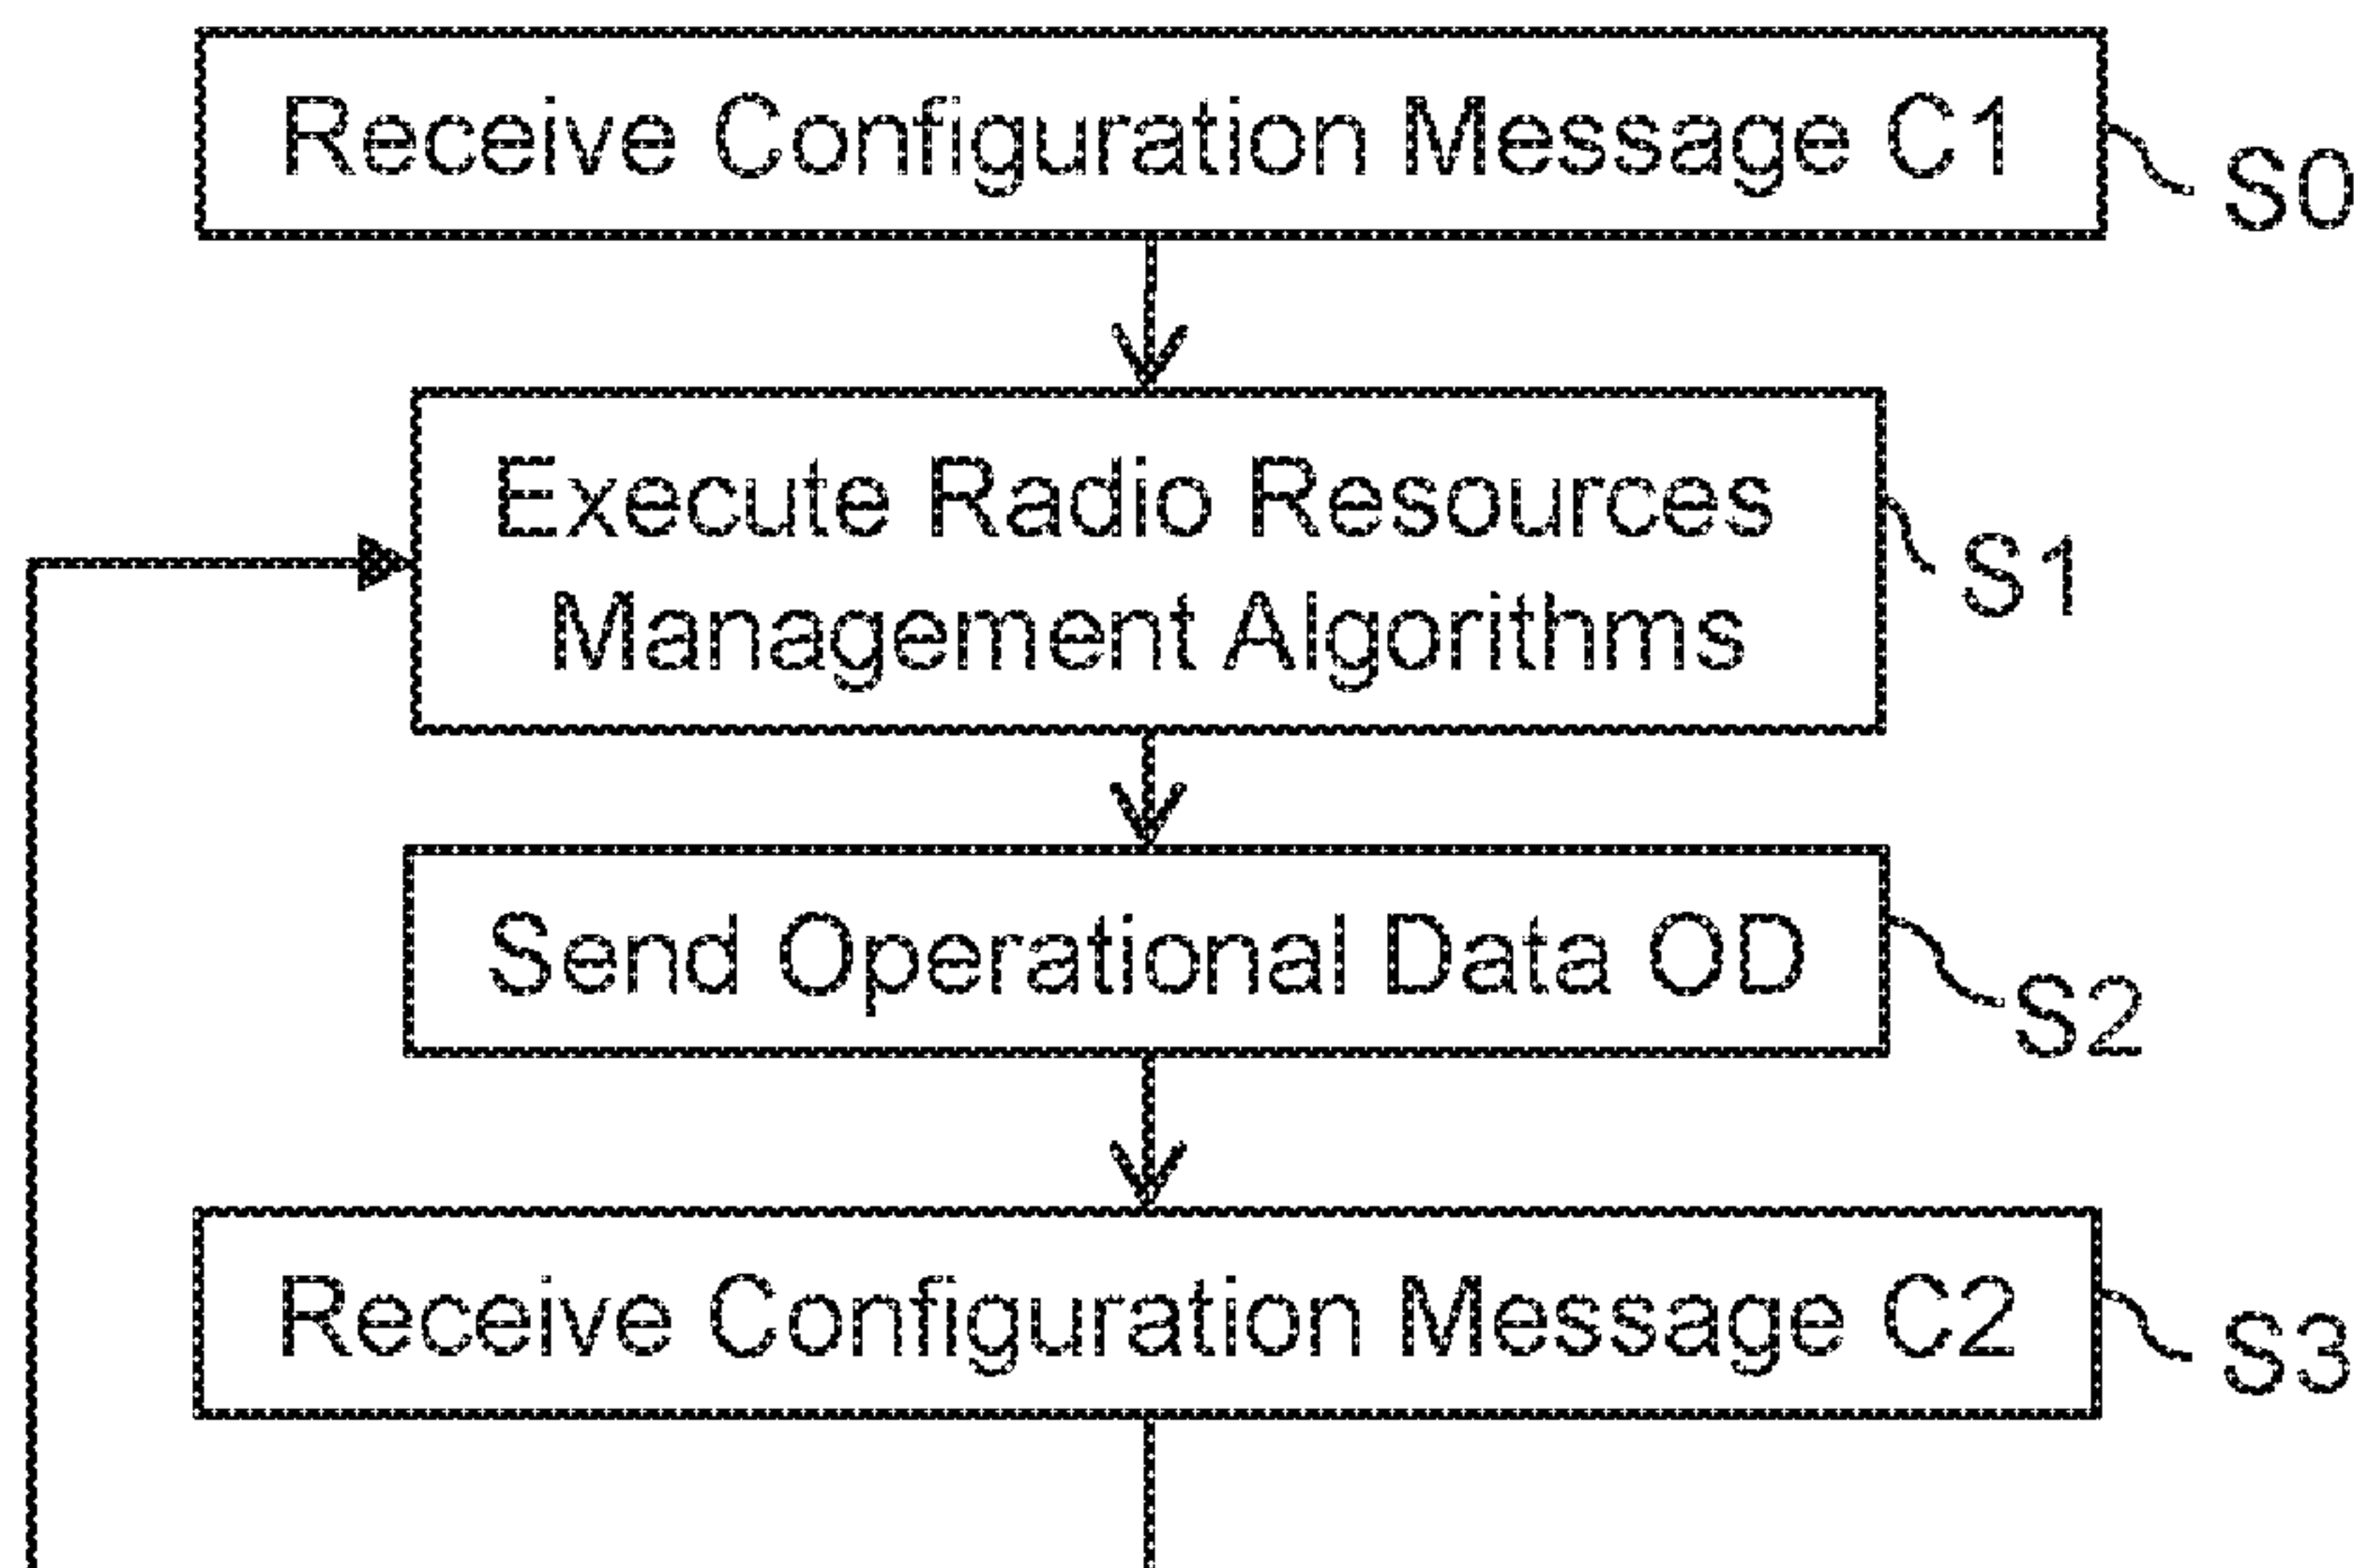 Receive Configuration Message C1
S0
Execute Radio Resources
Management Algorithms
S1
Send Operational Data OD
S2
Receive Configuration Message C2
S3